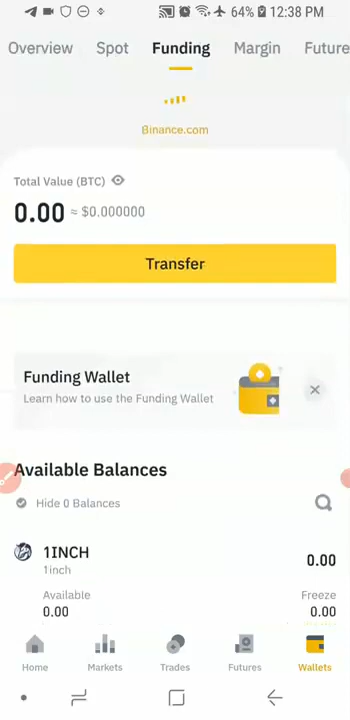 64% 12:38 PM
Overview Spot Funding Margin Future
Binance.com
Total Value (BTC)
0.00 ≈ $0.000000
Transfer
Funding Wallet
Learn how to use the Funding Wallet
Available Balances
Hide 0 Balances
1INCH 0.00
1inch
Available Freeze
0.00 0.00
Home Markets Trades Futures Wallets